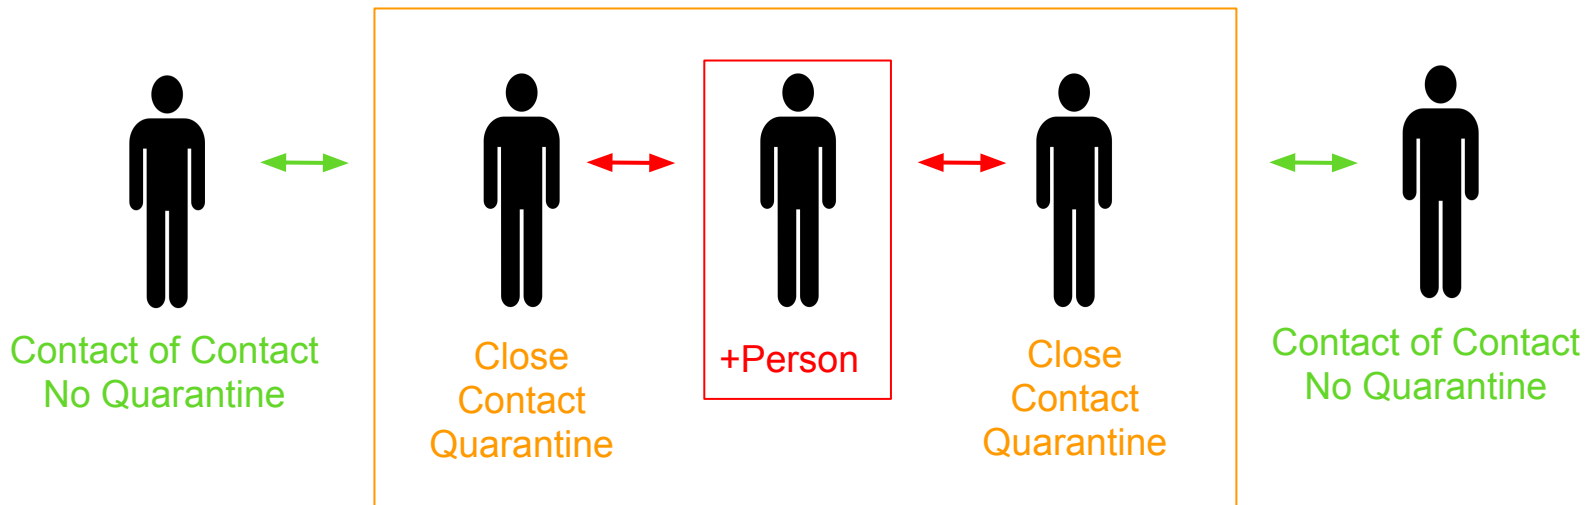 Contact of Contact
No Quarantine
Close
Contact
Quarantine
+Person
Close
Contact
Quarantine
Contact of Contact
No Quarantine